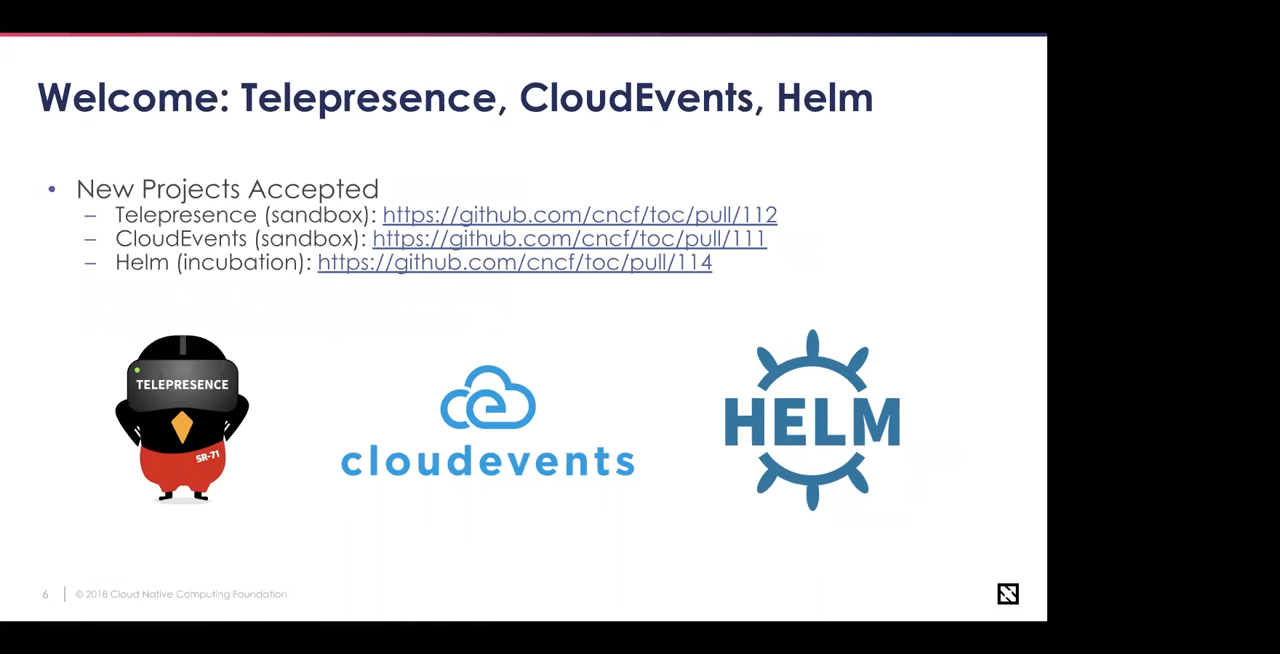 Welcome: Telepresence, CloudEvents, Helm
• New Projects Accepted
– Telepresence (sandbox): https://github.com/cncf/toc/pull/112
– CloudEvents (sandbox): https://github.com/cncf/toc/pull/111
– Helm (incubation): https://github.com/cncf/toc/pull/114
TELEPRESENCE
SR-71
cloudevents
HELM
6 © 2018 Cloud Native Computing Foundation